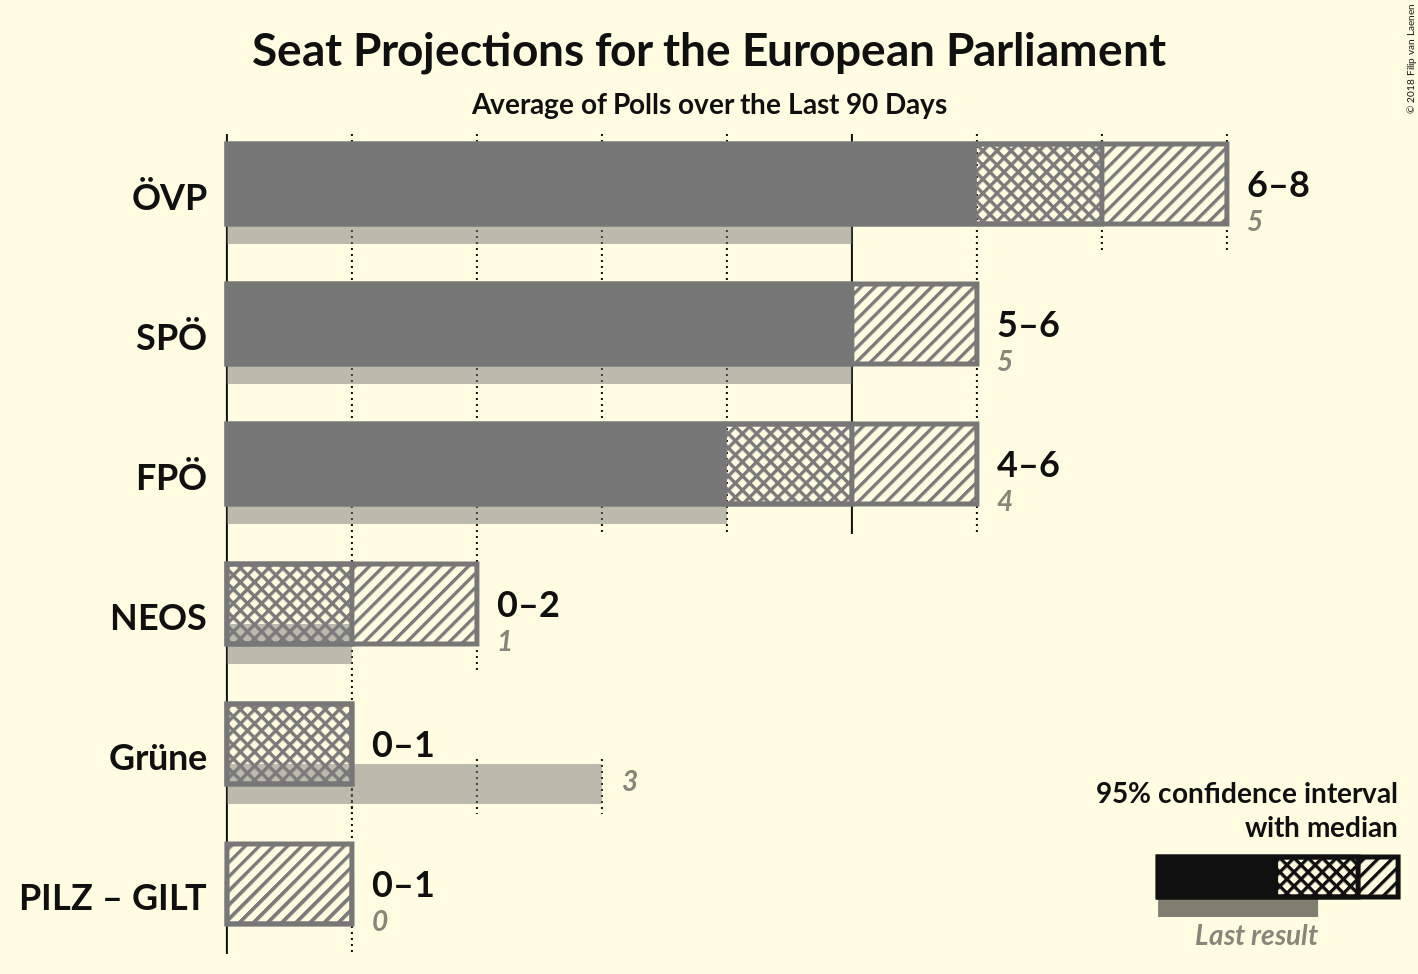 Seat Projections for the European Parliament
Average of Polls over the Last 90 Days
© 2018 Filip van Laenen
ÖVP
6–8
5
SPÖ
5–6
5
FPÖ
4–6
4
NEOS
0–2
1
Grüne
0–1
3
PILZ – GILT
0–1
0
95% confidence interval
with median
Last result